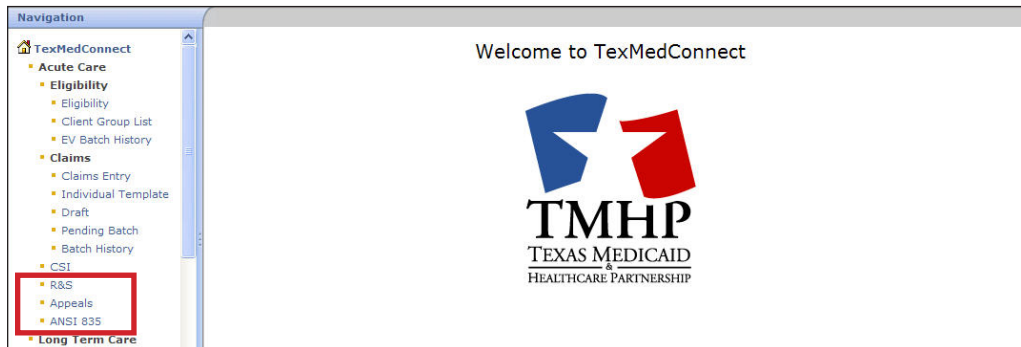 Navigation
TexMedConnect
Acute Care
Eligibility
Eligibility
Client Group List
EV Batch History
Claims
Claims Entry
Individual Template
Draft
Pending Batch
Batch History
CSI
R&S
Appeals
ANSI 835
Long Term Care
Welcome to TexMedConnect
TMHP
TEXAS MEDICAID
&
HEALTHCARE PARTNERSHIP